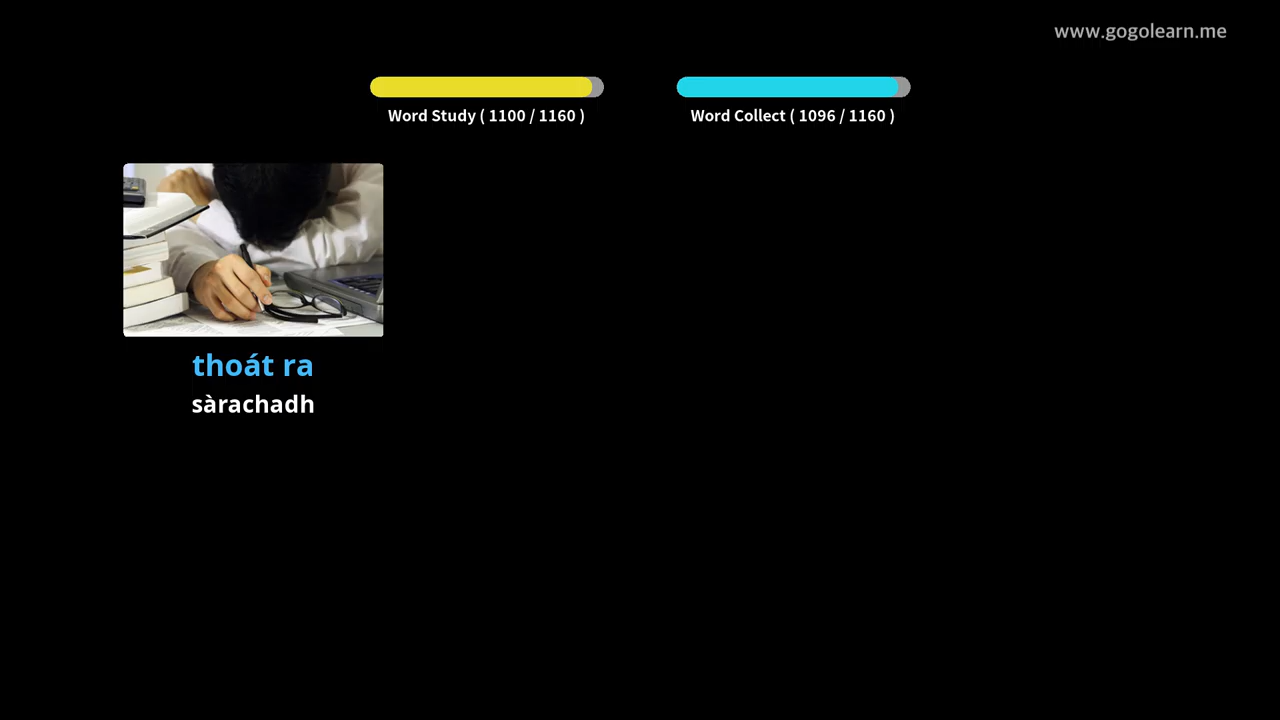 www.gogolearn.me
Word Study ( 1100 / 1160 )
Word Collect ( 1096 / 1160 )
thoát ra
sàrachadh